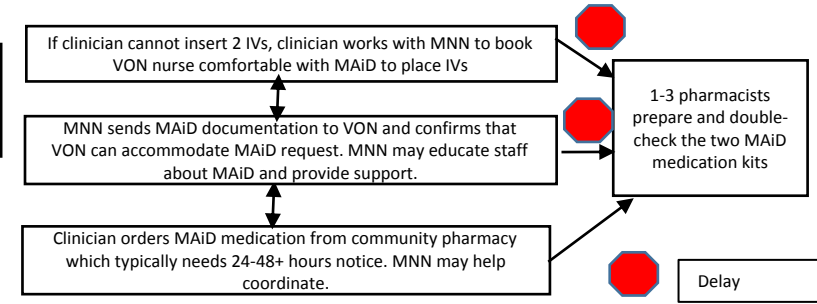 If clinician cannot insert 2 IVs, clinician works with MNN to book
VON nurse comfortable with MAiD to place IVs
MNN sends MAiD documentation to VON and confirms that
VON can accommodate MAiD request. MNN may educate staff
about MAiD and provide support.
Clinician orders MAiD medication from community pharmacy
which typically needs 24-48+ hours notice. MNN may help
coordinate.
1-3 pharmacists
prepare and double-
check the two MAiD
medication kits
Delay